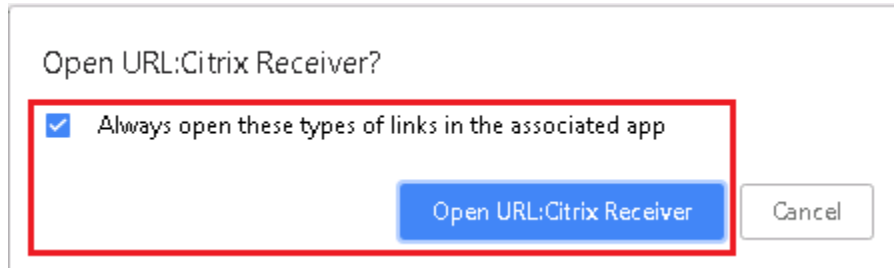 Open URL:Citrix Receiver?
Always open these types of links in the associated app
Open URL:Citrix Receiver
Cancel